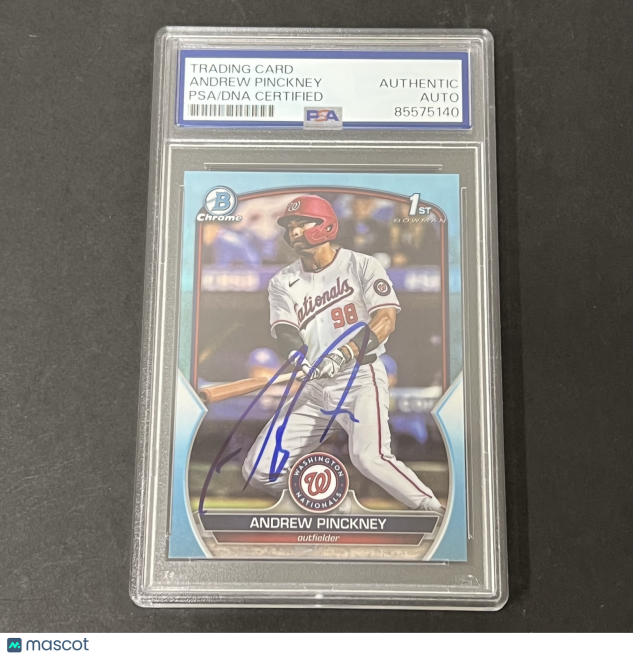 TRADING CARD
ANDREW PINCKNEY
PSA/DNA CERTIFIED
AUTHENTIC
AUTO
85575140
PSA
B
Chrome
1ST
BOWMAN
W
Nationals
98
WASHINGTON
W
NATIONALS
ANDREW PINCKNEY
outfielder
mascot